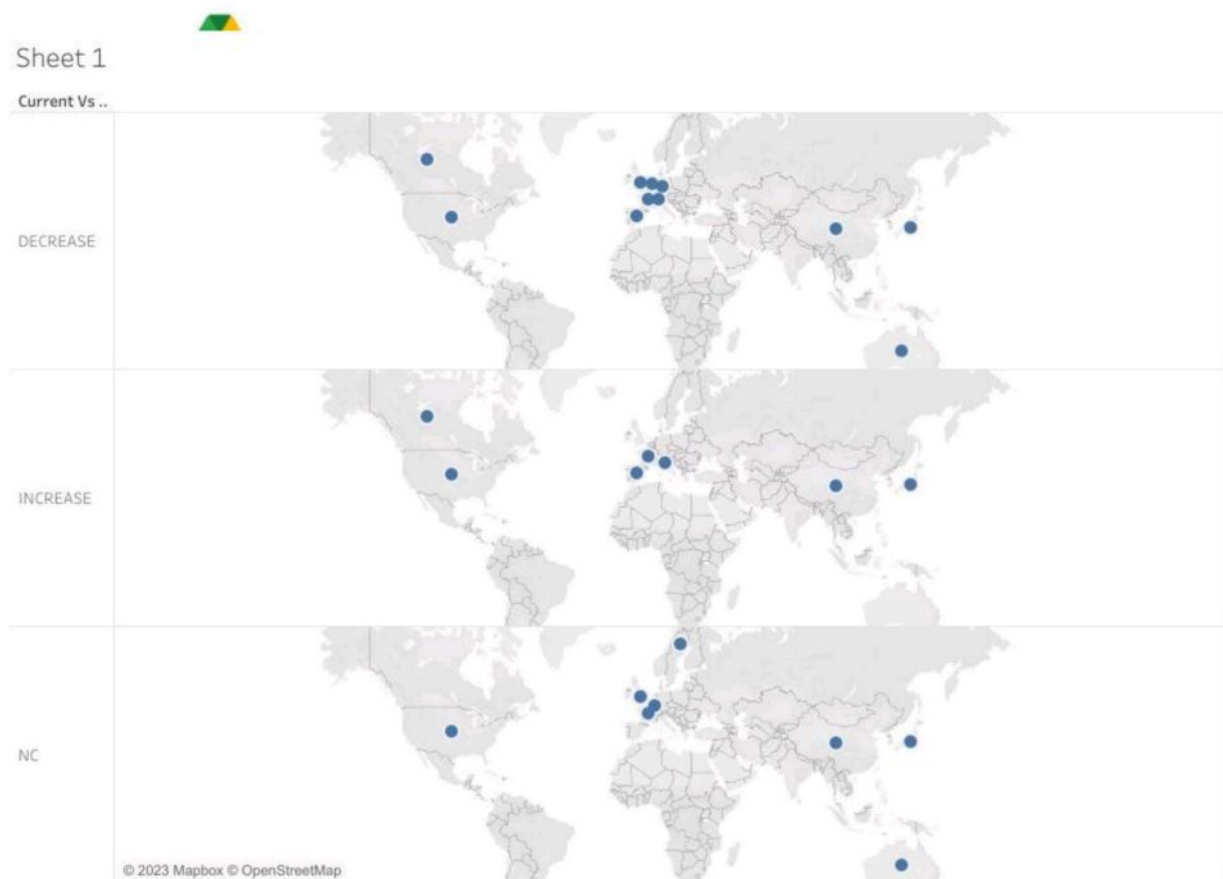 Sheet 1
Current Vs ..
DECREASE
INCREASE
NC
© 2023 Mapbox © OpenStreetMap